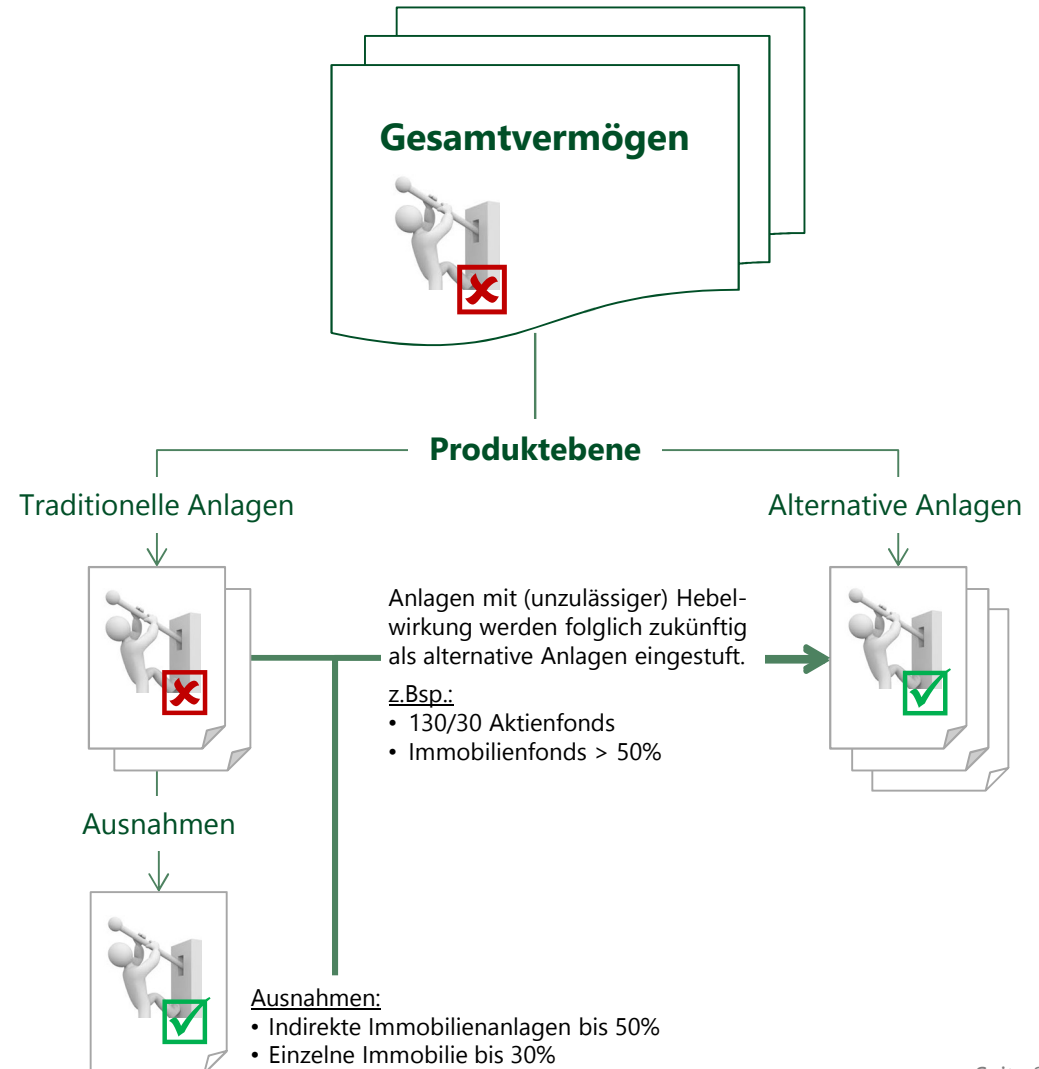 Gesamtvermögen
Produktebene
Traditionelle Anlagen
Alternative Anlagen
Anlagen mit (unzulässiger) Hebel-
wirkung werden folglich zukünftig
als alternative Anlagen eingestuft.
z.Bsp.:
• 130/30 Aktienfonds
• Immobilienfonds > 50%
Ausnahmen
Ausnahmen:
• Indirekte Immobilienanlagen bis 50%
• Einzelne Immobilie bis 30%